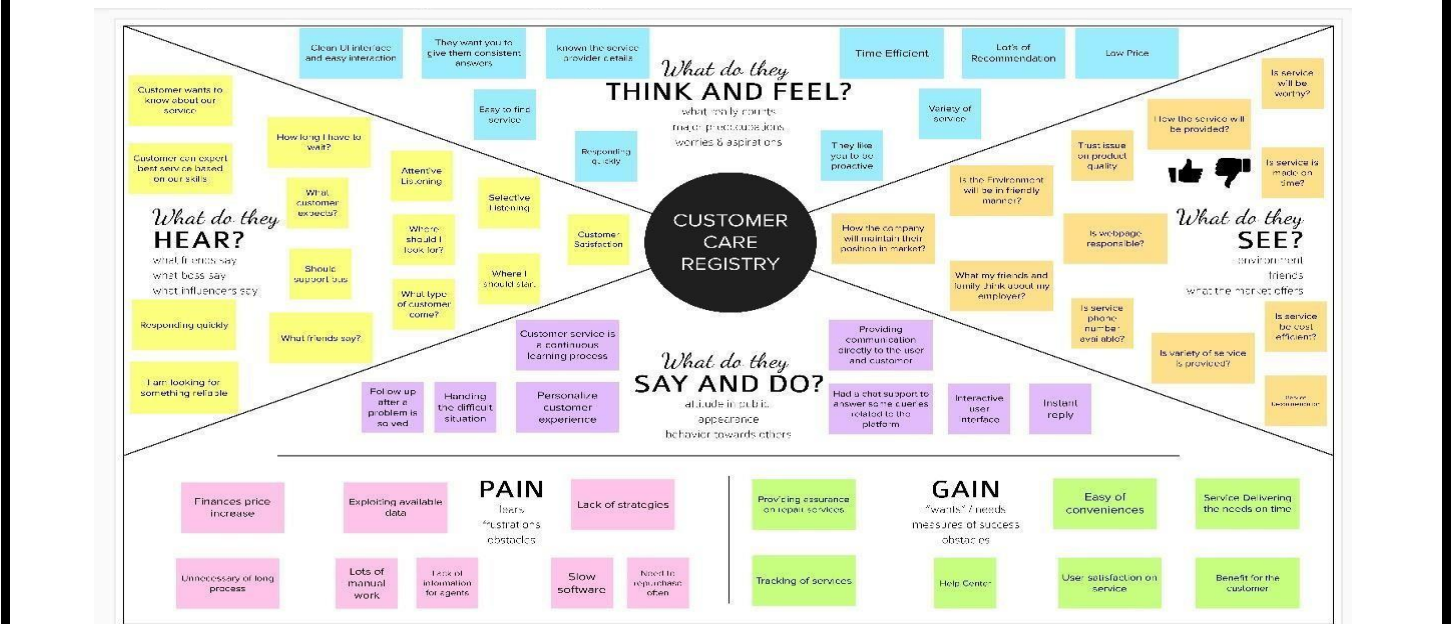 Clean UI interface
and easy interaction
They want you to
give them consistent
answers
known the service
provider details
Easy to find
service
Responding
quickly
What do they
THINK AND FEEL?
what really counts
major preoccupations
worries & aspirations
Time Efficient
Lot's of
Recommendation
Low Price
Variety of
service
They like
you to be
proactive
Customer wants to
know about our
service
How long I have to
wait?
Customer can expert
best service based
on our skills
What
customer
expects?
Attentive
Listening
Selective
Listening
What do they
HEAR?
what friends say
what boss say
what influencers say
Where
should I
look for?
Customer
Satisfaction
Should
support bus
Where I
should start
What type
of customer
come?
Responding quickly
What friends say?
I am looking for
something reliable
CUSTOMER
CARE
REGISTRY
Is service
will be
worthy?
How the service will
be provided?
Trust issue
on product
quality
Is service is
made on
time?
Is the Environment
will be in friendly
manner?
How the company
will maintain their
position in market?
Is webpage
responsible?
What do they
SEE?
environment
friends
what the market offers
What my friends and
family think about my
employer?
Is service
phone
number
available?
Is service
be cost
efficient?
Is variety of service
is provided?
Customer service is
a continuous
learning process
Follow up
after a
problem is
solved
Handing
the difficult
situation
Personalize
customer
experience
What do they
SAY AND DO?
attitude in public
appearance
behavior towards others
Providing
communication
directly to the user
and customer
Had a chat support to
answer some queries
related to the
platform
Interactive
user
interface
Instant
reply
Finances price
increase
Exploiting available
data
PAIN
fears
frustrations
obstacles
Lack of strategies
Unnecessary of long
process
Lots of
manual
work
Lack of
information
for agents
Slow
software
Need to
repurchase
often
Providing assurance
on repair services
GAIN
"wants" / needs
measures of success
obstacles
Easy of
conveniences
Service Delivering
the needs on time
Tracking of services
Help Center
User satisfaction on
service
Benefit for the
customer